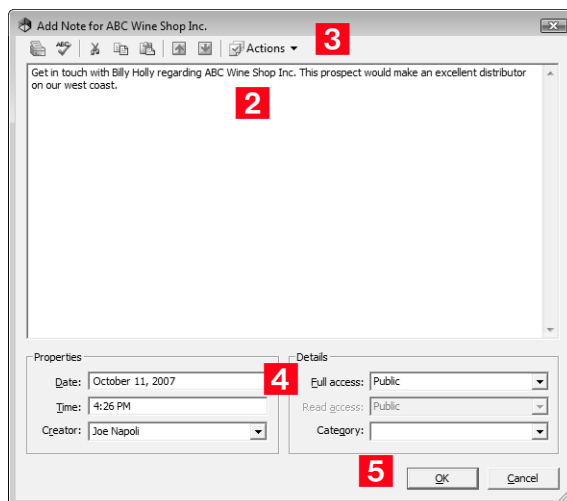 Add Note for ABC Wine Shop Inc.
ABC
Actions
3
Get in touch with Billy Holly regarding ABC Wine Shop Inc. This prospect would make an excellent distributor
on our west coast.
2
Properties
Date: October 11, 2007
Time: 4:26 PM
Creator: Joe Napoli
4
Details
Full access: Public
Read access: Public
Category:
5
OK
Cancel